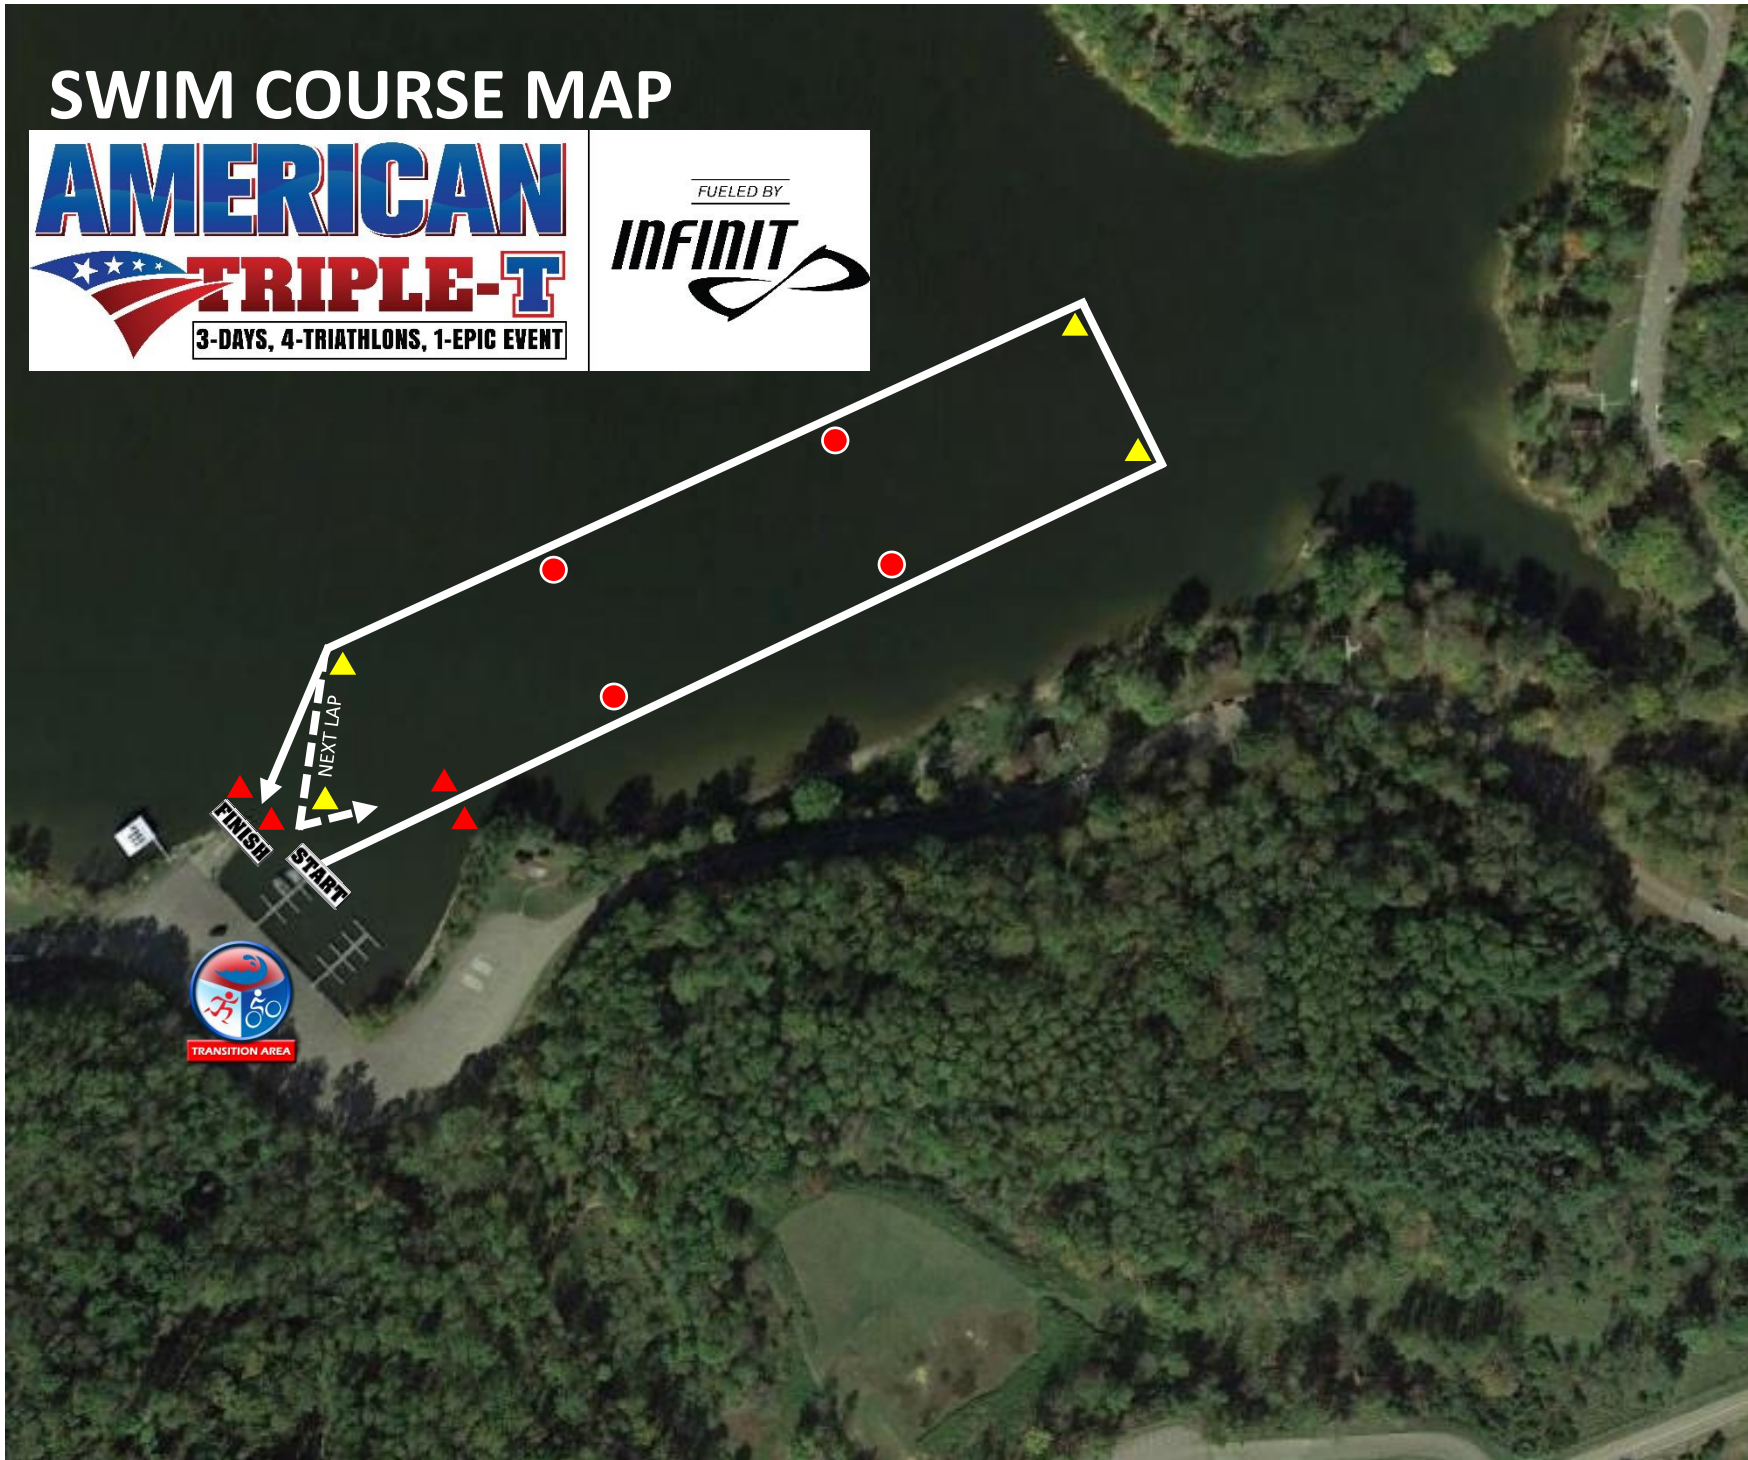 SWIM COURSE MAP
AMERICAN
TRIPLE-T
3-DAYS, 4-TRIATHLONS, 1-EPIC EVENT
FUELED BY
INFINIT
NEXT LAP
FINISH
START
TRANSITION AREA